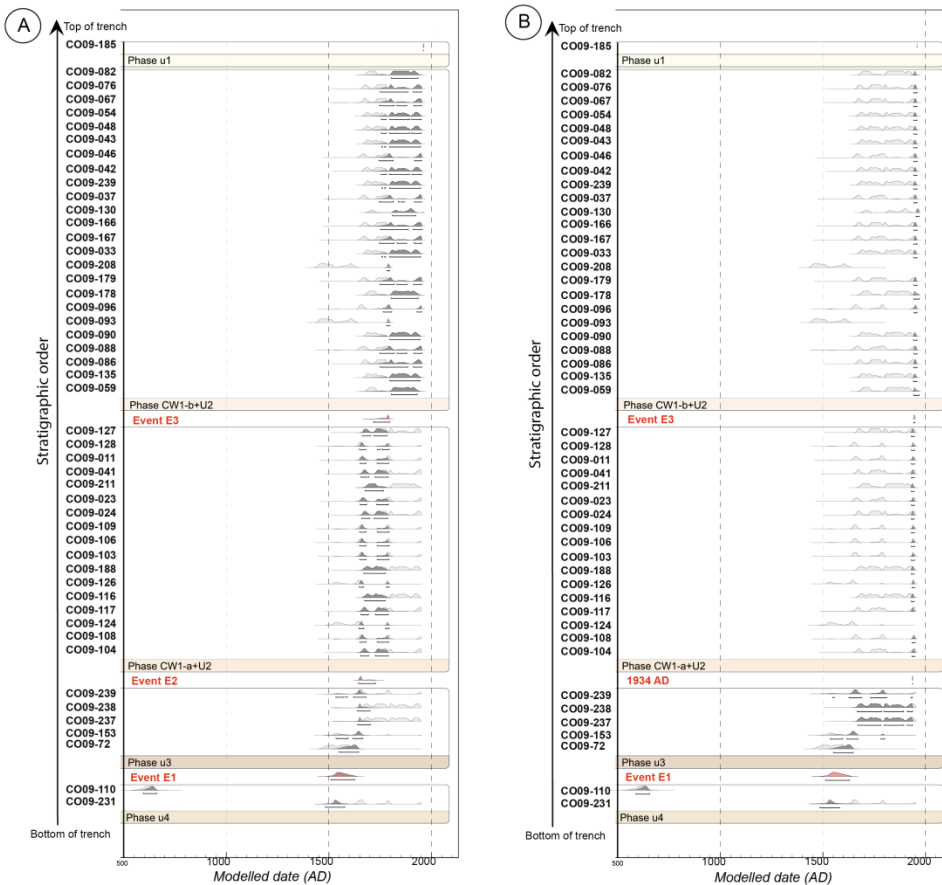 A
Top of trench
CO09-185
Phase u1
CO09-082
CO09-076
CO09-067
CO09-054
CO09-048
CO09-043
CO09-046
CO09-042
CO09-239
CO09-037
CO09-130
CO09-166
CO09-167
CO09-033
CO09-208
CO09-179
CO09-178
CO09-096
CO09-093
CO09-090
CO09-088
CO09-086
CO09-135
CO09-059
Phase CW1-b+U2
Event E3
CO09-127
CO09-128
CO09-011
CO09-041
CO09-211
CO09-023
CO09-024
CO09-109
CO09-106
CO09-103
CO09-188
CO09-126
CO09-116
CO09-117
CO09-124
CO09-108
CO09-104
Phase CW1-a+U2
Event E2
CO09-239
CO09-238
CO09-237
CO09-153
CO09-72
Phase u3
Event E1
CO09-110
CO09-231
Phase u4
Bottom of trench
Stratigraphic order
500 1000 1500 2000
Modelled date (AD)
B
Top of trench
CO09-185
Phase u1
CO09-082
CO09-076
CO09-067
CO09-054
CO09-048
CO09-043
CO09-046
CO09-042
CO09-239
CO09-037
CO09-130
CO09-166
CO09-167
CO09-033
CO09-208
CO09-179
CO09-178
CO09-096
CO09-093
CO09-090
CO09-088
CO09-086
CO09-135
CO09-059
Phase CW1-b+U2
Event E3
CO09-127
CO09-128
CO09-011
CO09-041
CO09-211
CO09-023
CO09-024
CO09-109
CO09-106
CO09-103
CO09-188
CO09-126
CO09-116
CO09-117
CO09-124
CO09-108
CO09-104
Phase CW1-a+U2
1934 AD
CO09-239
CO09-238
CO09-237
CO09-153
CO09-72
Phase u3
Event E1
CO09-110
CO09-231
Phase u4
Bottom of trench
Stratigraphic order
500 1000 1500 2000
Modelled date (AD)